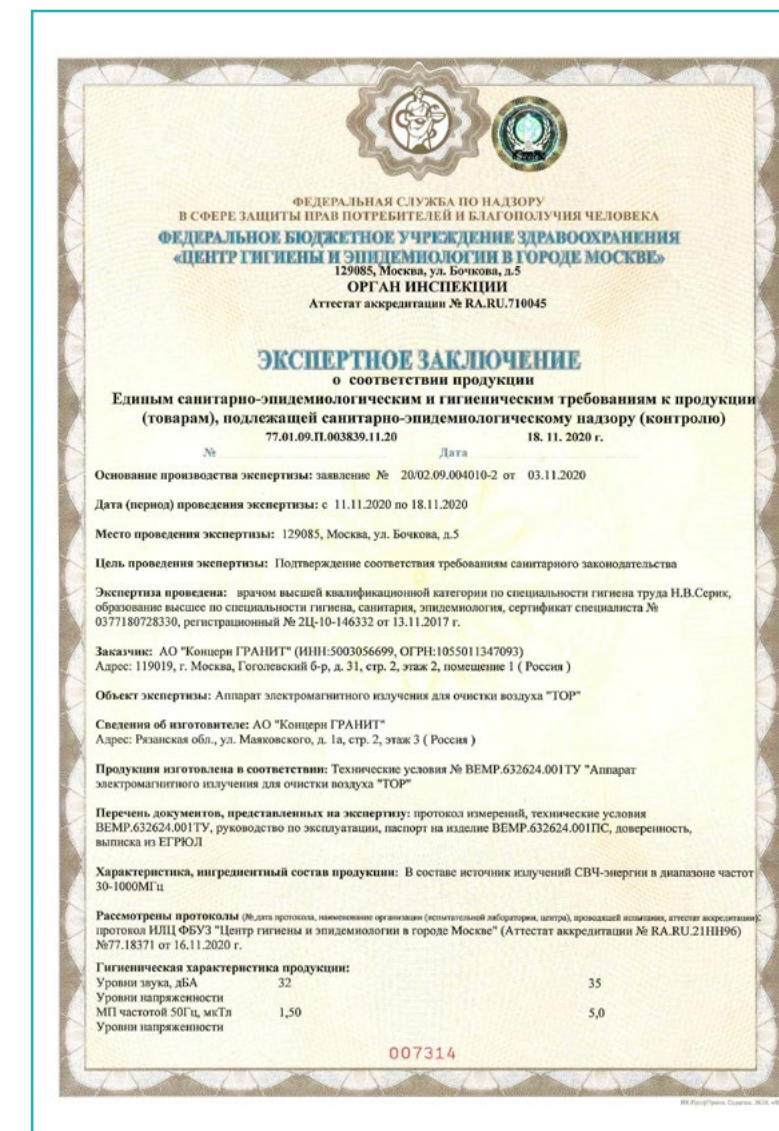 ФЕДЕРАЛЬНАЯ СЛУЖБА ПО НАДЗОРУ
В СФЕРЕ ЗАЩИТЫ ПРАВ ПОТРЕБИТЕЛЕЙ И БЛАГОПОЛУЧИЯ ЧЕЛОВЕКА
ФЕДЕРАЛЬНОЕ БЮДЖЕТНОЕ УЧРЕЖДЕНИЕ ЗДРАВООХРАНЕНИЯ
«ЦЕНТР ГИГИЕНЫ И ЭПИДЕМИОЛОГИИ В ГОРОДЕ МОСКВЕ»
129085, Москва, ул. Бочкова, д.5
ОРГАН ИНСПЕКЦИИ
Аттестат аккредитации № RA.RU.710045
ЭКСПЕРТНОЕ ЗАКЛЮЧЕНИЕ
о соответствии продукции
Единым санитарно-эпидемиологическим и гигиеническим требованиям к продукции
(товарам), подлежащей санитарно-эпидемиологическому надзору (контролю)
77.01.09.П.003839.11.20 18. 11. 2020 г.
№ Дата
Основание производства экспертизы: заявление № 20/02.09.004010-2 от 03.11.2020
Дата (период) проведения экспертизы: с 11.11.2020 по 18.11.2020
Место проведения экспертизы: 129085, Москва, ул. Бочкова, д.5
Цель проведения экспертизы: Подтверждение соответствия требованиям санитарного законодательства
Экспертиза проведена: врачом высшей квалификационной категории по специальности гигиена труда Н.В.Серик,
образование высшее по специальности гигиена, санитария, эпидемиология, сертификат специалиста №
0377180728330, регистрационный № 2Ц-10-146332 от 13.11.2017 г.
Заказчик: АО "Концерн ГРАНИТ" (ИНН:5003056699, ОГРН:1055011347093)
Адрес: 119019, г. Москва, Гоголевский б-р, д. 31, стр. 2, этаж 2, помещение 1 ( Россия )
Объект экспертизы: Аппарат электромагнитного излучения для очистки воздуха "ТОР"
Сведения об изготовителе: АО "Концерн ГРАНИТ"
Адрес: Рязанская обл., ул. Маяковского, д. 1а, стр. 2, этаж 3 ( Россия )
Продукция изготовлена в соответствии: Технические условия № ВЕМР.632624.001ТУ "Аппарат
электромагнитного излучения для очистки воздуха "ТОР"
Перечень документов, представленных на экспертизу: протокол измерений, технические условия
ВЕМР.632624.001ТУ, руководство по эксплуатации, паспорт на изделие ВЕМР.632624.001ПС, доверенность,
выписка из ЕГРЮЛ
Характеристика, ингредиентный состав продукции: В составе источник излучений СВЧ-энергии в диапазоне частот
30-1000МГц
Рассмотрены протоколы (№,дата протокола, наименование организации (испытательной лаборатории, центра), проводящей испытания, аттестат аккредитации):
протокол ИЛЦ ФБУЗ "Центр гигиены и эпидемиологии в городе Москве" (Аттестат аккредитации № RA.RU.21НН96)
№77.18371 от 16.11.2020 г.
Гигиеническая характеристика продукции:
Уровни звука, дБА 32 35
Уровни напряженности
МП частотой 50Гц, мкТл 1,50 5,0
Уровни напряженности
007314